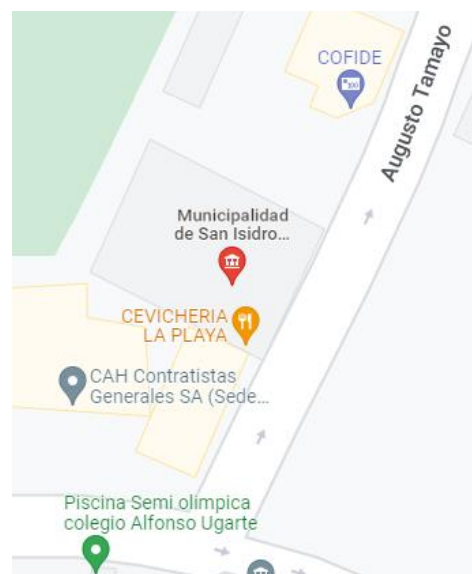 COFIDE
Augusto Tamayo
Municipalidad
de San Isidro...
CEVICHERIA
LA PLAYA
CAH Contratistas
Generales SA (Sede...
Piscina Semi olimpica
colegio Alfonso Ugarte